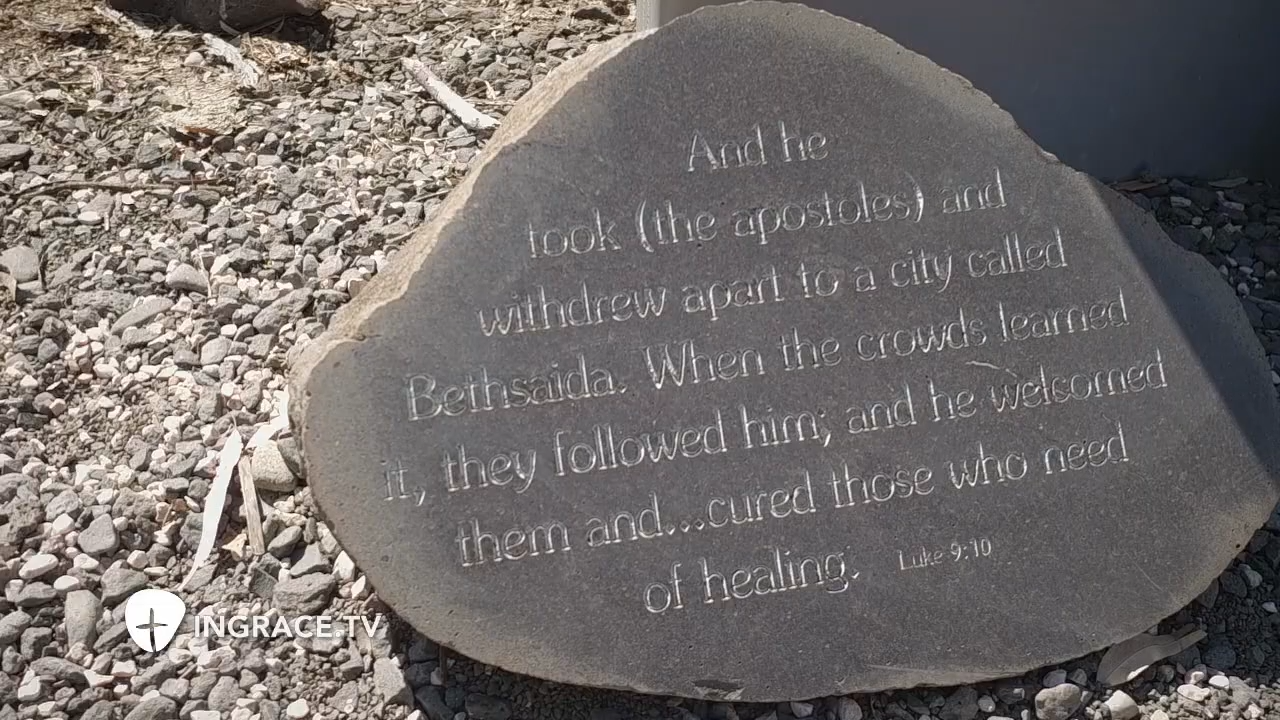 And he
took (the apostoles) and
withdrew apart to a city called
Bethsaida. When the crowds learned
it, they followed him; and he welsomed
them and...cured those who need
of healing.
Luke 9:10
INGRACE.TV